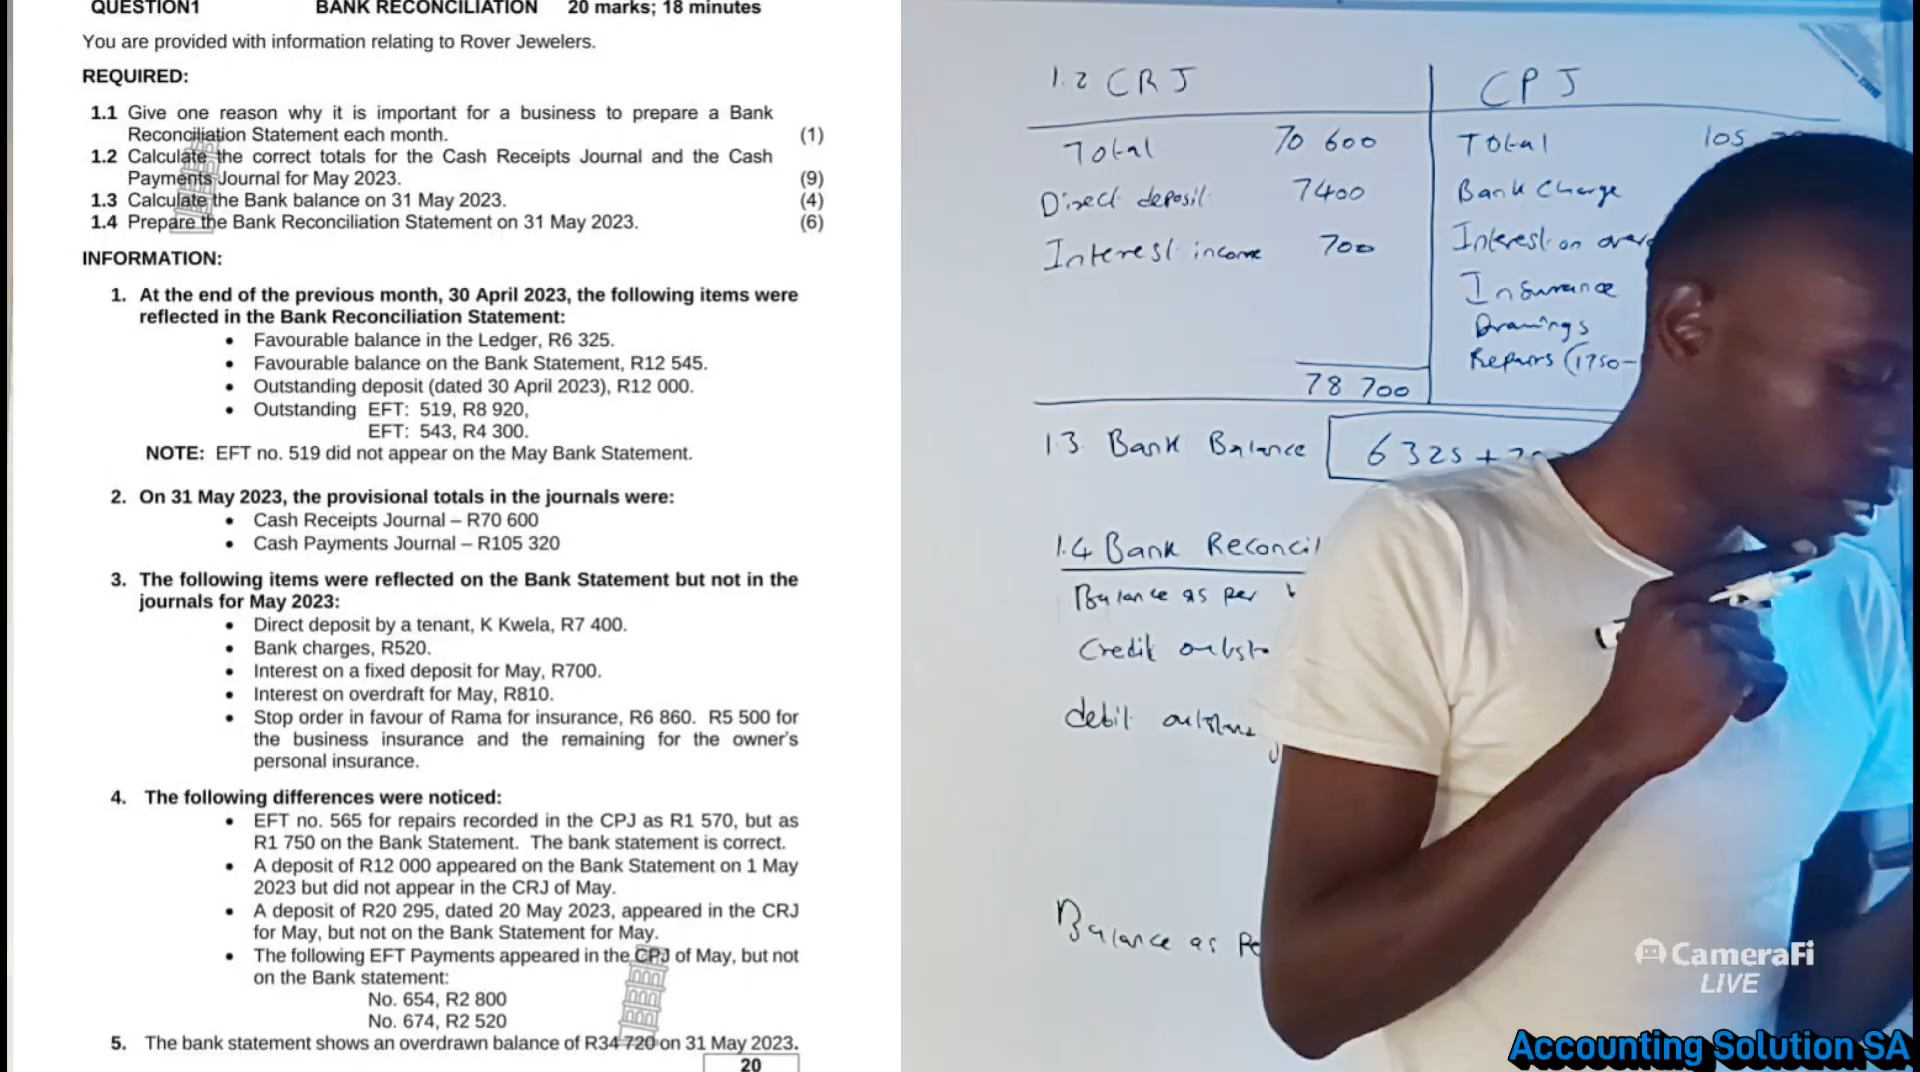 QUESTION1 BANK RECONCILIATION 20 marks; 18 minutes
You are provided with information relating to Rover Jewelers.
REQUIRED:
1.1 Give one reason why it is important for a business to prepare a Bank
Reconciliation Statement each month. (1)
1.2 Calculate the correct totals for the Cash Receipts Journal and the Cash
Payments Journal for May 2023. (9)
1.3 Calculate the Bank balance on 31 May 2023. (4)
1.4 Prepare the Bank Reconciliation Statement on 31 May 2023. (6)
INFORMATION:
1. At the end of the previous month, 30 April 2023, the following items were
reflected in the Bank Reconciliation Statement:
• Favourable balance in the Ledger, R6 325.
• Favourable balance on the Bank Statement, R12 545.
• Outstanding deposit (dated 30 April 2023), R12 000.
• Outstanding EFT: 519, R8 920,
EFT: 543, R4 300.
NOTE: EFT no. 519 did not appear on the May Bank Statement.
2. On 31 May 2023, the provisional totals in the journals were:
• Cash Receipts Journal – R70 600
• Cash Payments Journal – R105 320
3. The following items were reflected on the Bank Statement but not in the
journals for May 2023:
• Direct deposit by a tenant, K Kwela, R7 400.
• Bank charges, R520.
• Interest on a fixed deposit for May, R700.
• Interest on overdraft for May, R810.
• Stop order in favour of Rama for insurance, R6 860. R5 500 for
the business insurance and the remaining for the owner's
personal insurance.
4. The following differences were noticed:
• EFT no. 565 for repairs recorded in the CPJ as R1 570, but as
R1 750 on the Bank Statement. The bank statement is correct.
• A deposit of R12 000 appeared on the Bank Statement on 1 May
2023 but did not appear in the CRJ of May.
• A deposit of R20 295, dated 20 May 2023, appeared in the CRJ
for May, but not on the Bank Statement for May.
• The following EFT Payments appeared in the CPJ of May, but not
on the Bank statement:
No. 654, R2 800
No. 674, R2 520
5. The bank statement shows an overdrawn balance of R34 720 on 31 May 2023.
20
1.2 CRJ CPJ
Total 70 600 Total 105
Direct deposit 7400 Bank Charge
Interest income 700 Interest on
Insurance
Drawings
Repairs (1750-
78 700
1.3 Bank Balance 6 325 +
1.4 Bank
Balance as per
Credit
debit
Balance as
CameraFi
LIVE
Accounting Solution SA